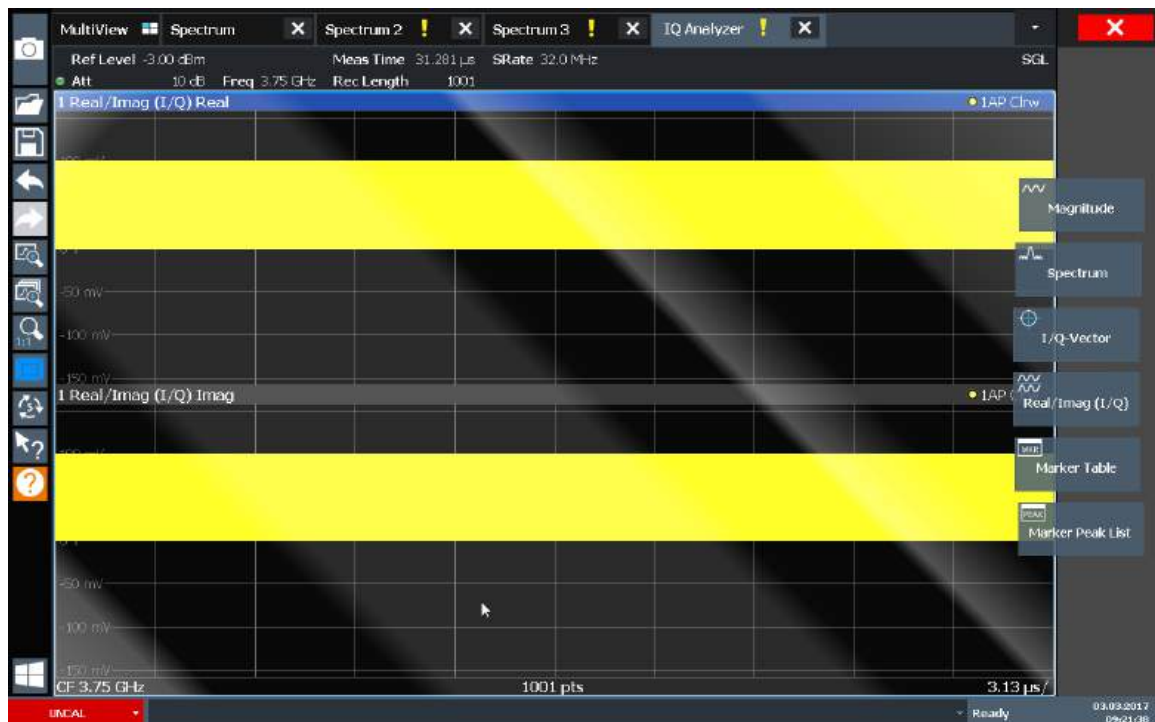 MultiView Spectrum Spectrum 2 ! Spectrum 3 ! IQ Analyzer !
Ref Level -3.00 dBm Meas Time 31.281 µs SRate 32.0 MHz SGL
Att 10 dB Freq 3.75 GHz Rec Length 1001
1 Real/Imag (I/Q) Real 1AP Clrw
Magnitude
Spectrum
-50 mV
I/Q-Vector
-100 mV
-150 mV
1 Real/Imag (I/Q) Imag 1AP
Real/Imag (I/Q)
MKR
Marker Table
PEAK
Marker Peak List
-50 mV
-100 mV
-150 mV
CF 3.75 GHz 1001 pts 3.13 µs/
UNCAL Ready 03.03.2017
09:21:38